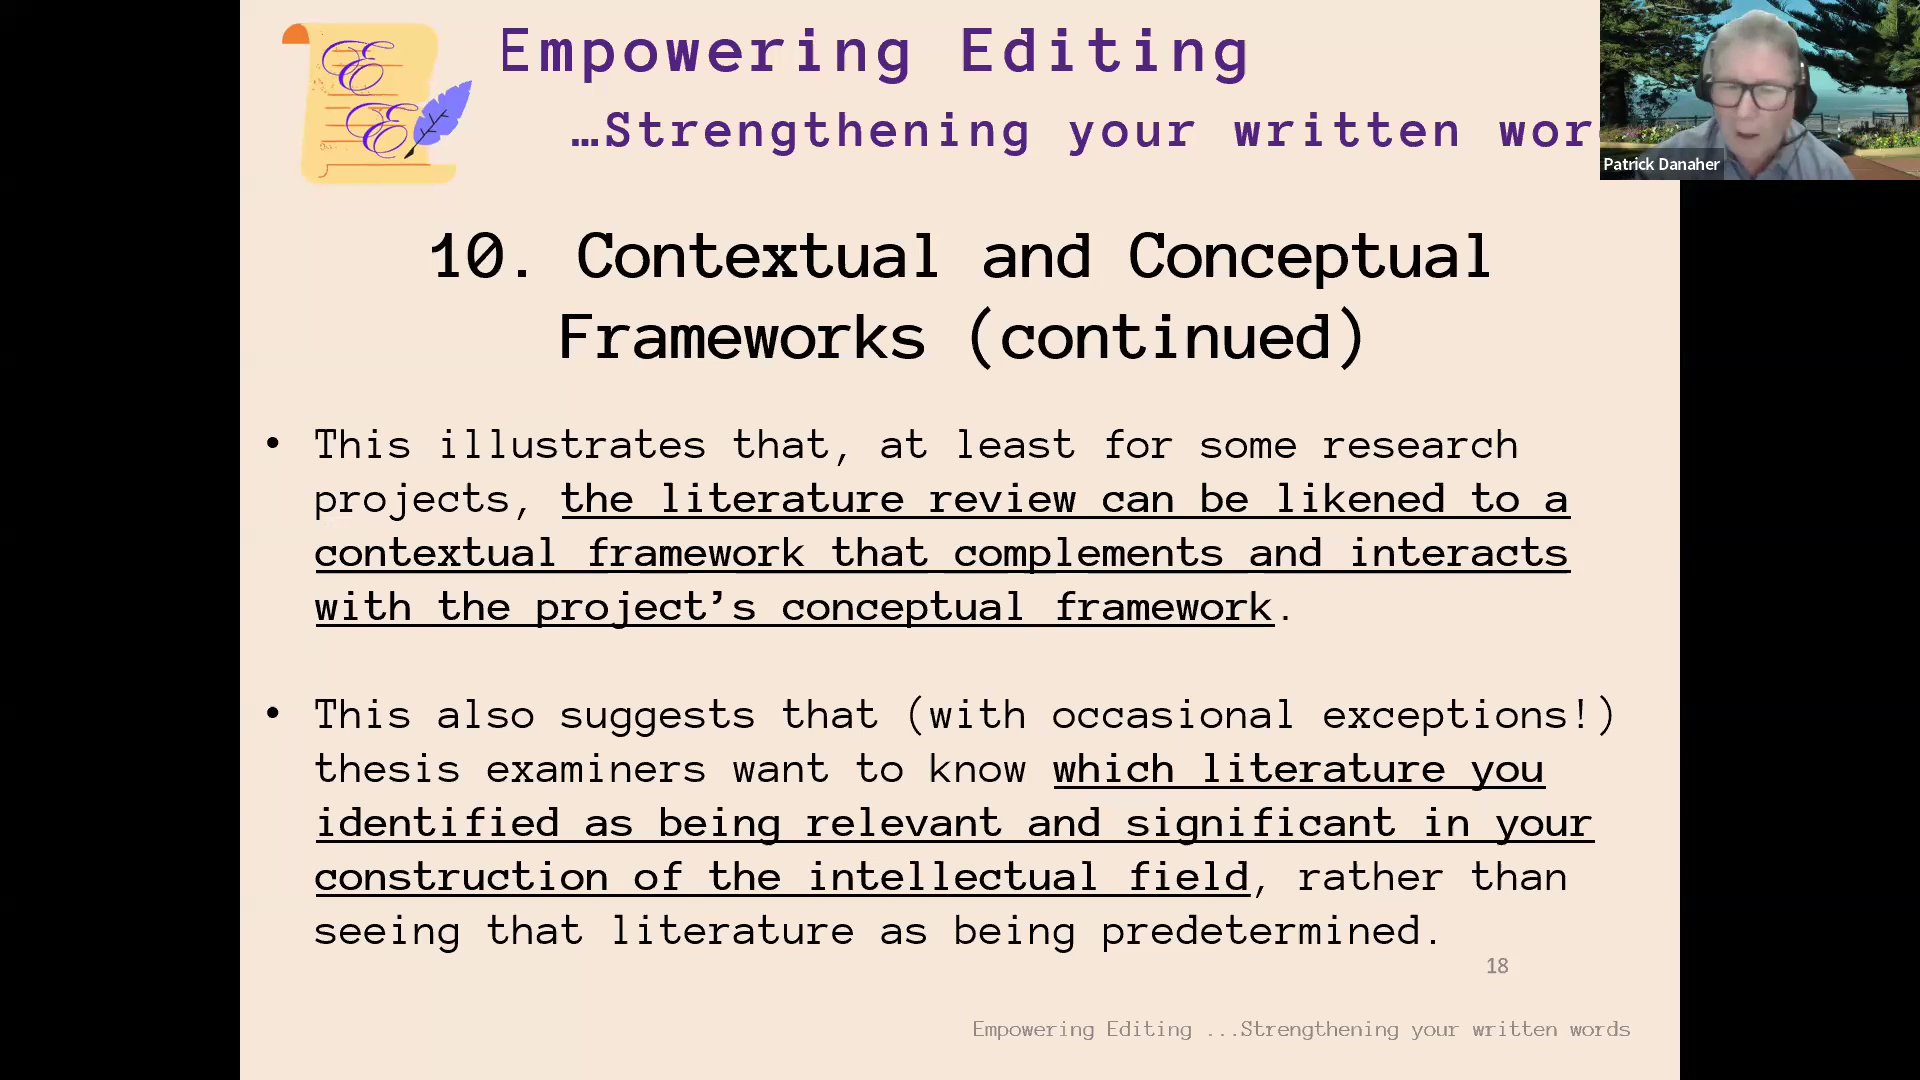 E
E
Empowering Editing
…Strengthening your written wor
Patrick Danaher
10. Contextual and Conceptual
Frameworks (continued)
• This illustrates that, at least for some research
projects, the literature review can be likened to a
contextual framework that complements and interacts
with the project’s conceptual framework.
• This also suggests that (with occasional exceptions!)
thesis examiners want to know which literature you
identified as being relevant and significant in your
construction of the intellectual field, rather than
seeing that literature as being predetermined.
18
Empowering Editing ...Strengthening your written words